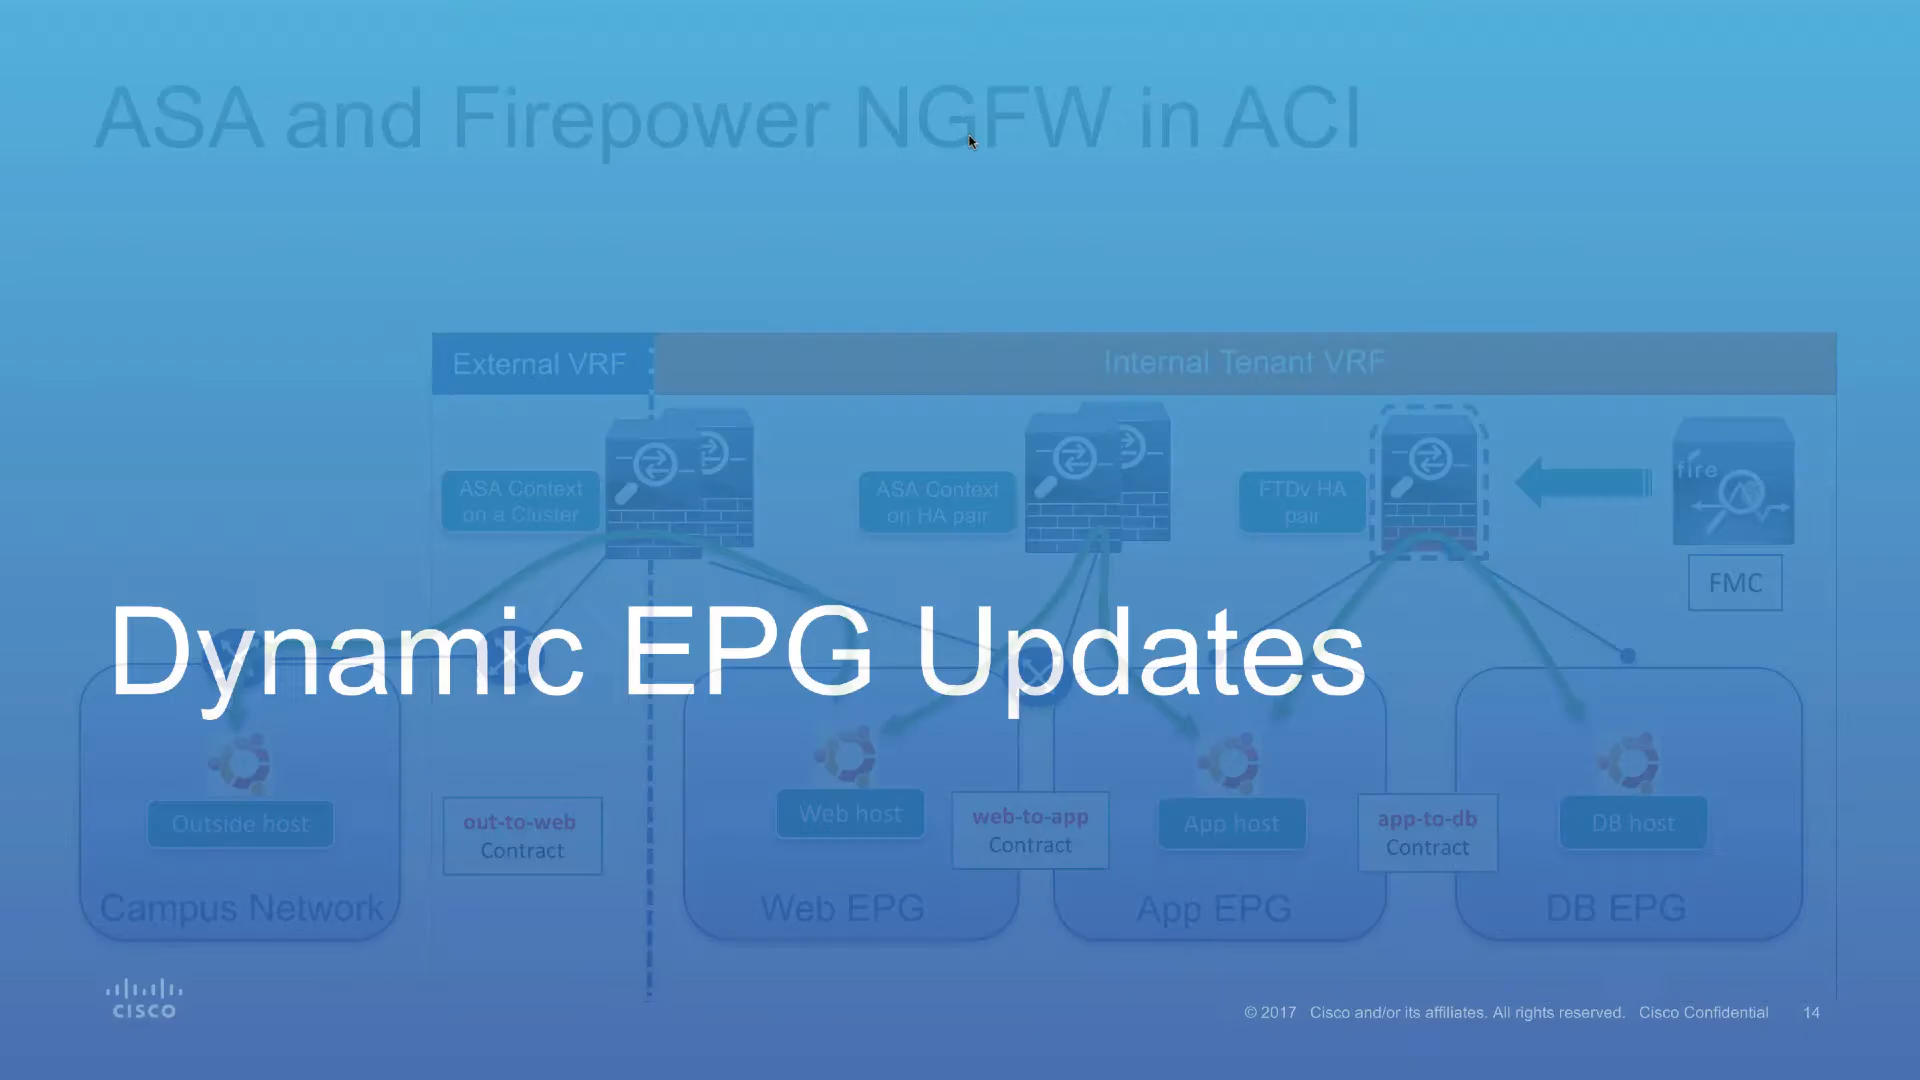 ASA and Firepower NGFW in ACI
External VRF
Internal Tenant VRF
ASA Context
on a Cluster
ASA Context
on HA pair
FTDv HA
pair
fire
FMC
Dynamic EPG Updates
Outside host
out-to-web
Contract
Web host
web-to-app
Contract
App host
app-to-db
Contract
DB host
Campus Network
Web EPG
App EPG
DB EPG
CISCO
© 2017 Cisco and/or its affiliates. All rights reserved. Cisco Confidential 14